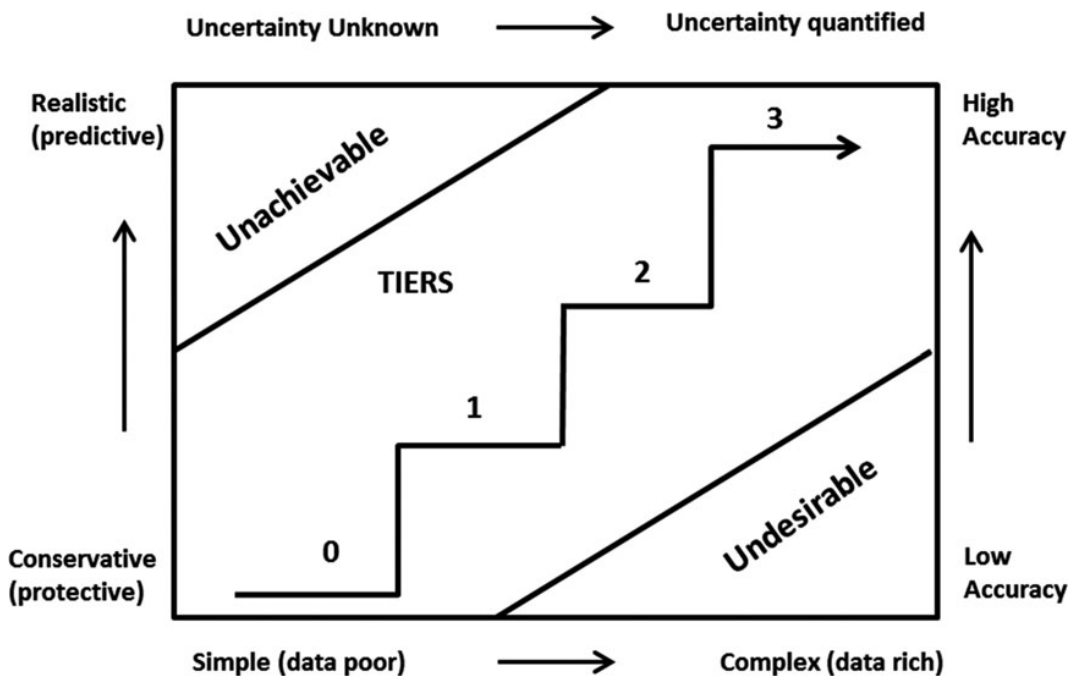 Uncertainty Unknown
Uncertainty quantified
Realistic
(predictive)
High
Accuracy
Unachievable
3
TIERS
2
1
Undesirable
0
Conservative
(protective)
Low
Accuracy
Simple (data poor)
Complex (data rich)